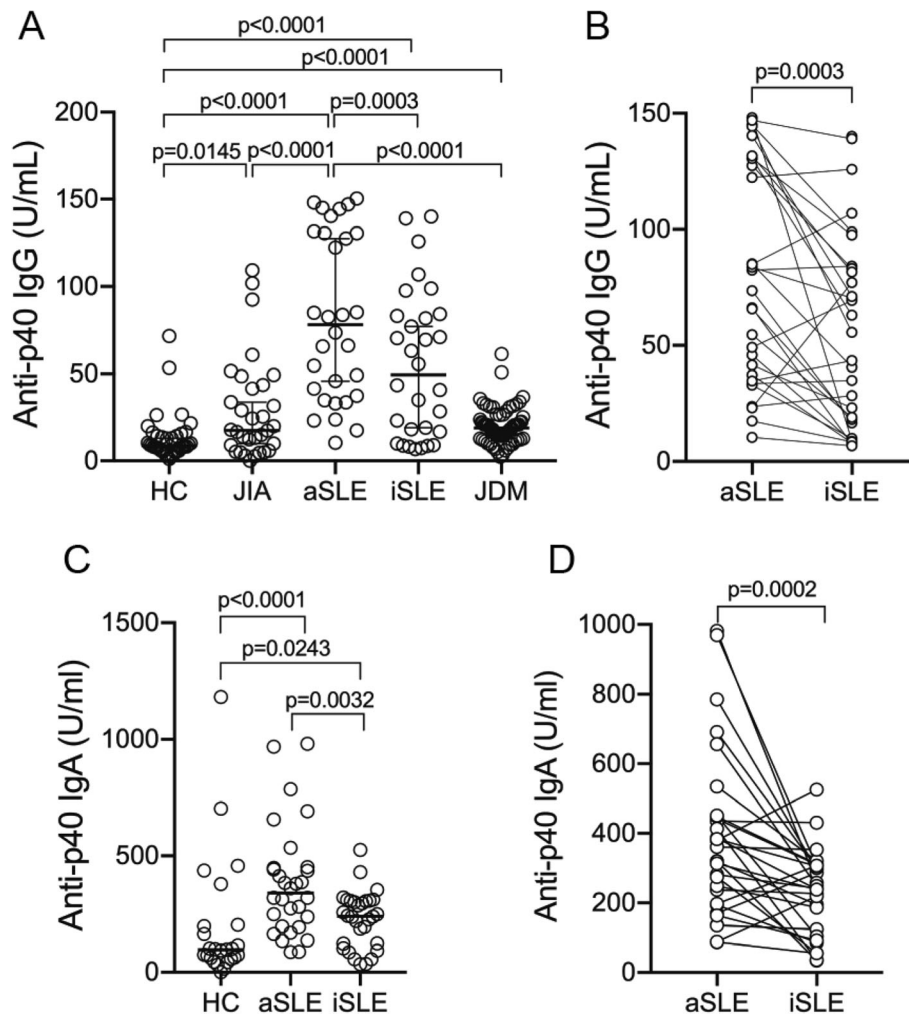 A
p<0.0001
p<0.0001
p<0.0001 p=0.0003
p=0.0145 p<0.0001 p<0.0001
Anti-p40 IgG (U/mL)
200
150
100
50
0
HC JIA aSLE iSLE JDM
B
p=0.0003
Anti-p40 IgG (U/mL)
150
100
50
0
aSLE iSLE
C
p<0.0001
p=0.0243
p=0.0032
Anti-p40 IgA (U/ml)
1500
1000
500
0
HC aSLE iSLE
D
p=0.0002
Anti-p40 IgA (U/ml)
1000
800
600
400
200
0
aSLE iSLE